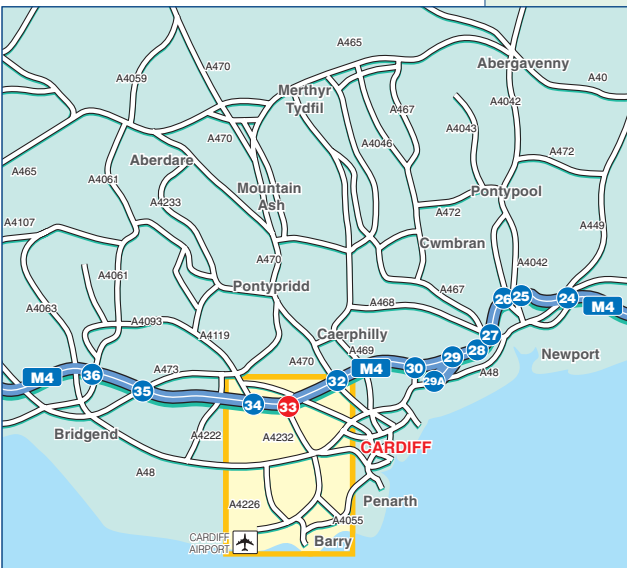 A465
Abergavenny
A470
A4059
A40
Merthyr
Tydfil
A467
A4042
A470
A4043
A4046
A472
Aberdare
A465
A4061
Mountain
Ash
Pontypool
A4233
A472
A449
A4107
Cwmbran
A470
A4042
A4061
Pontypridd
A467
26
25
24
A4063
A468
M4
A4093
A4119
Caerphilly
27
A469
28
29
Newport
A470
A473
M4
30
A48
M4
36
32
29A
35
34
33
Bridgend
A4222
A4232
CARDIFF
A48
A4226
Penarth
A4055
CARDIFF
AIRPORT
Barry